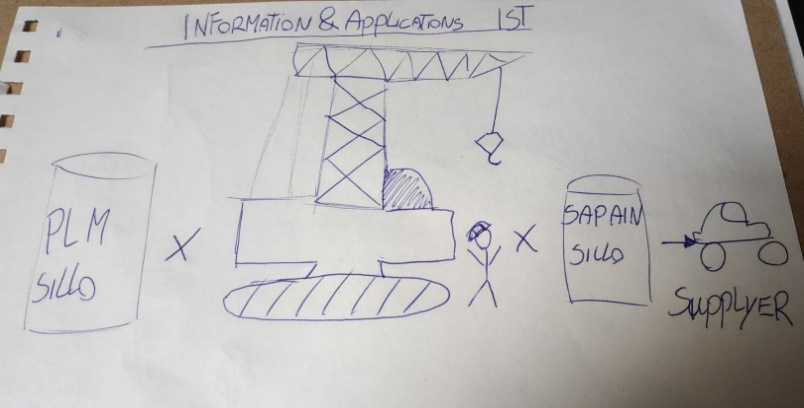 INFORMATION & APPLICATIONS IST
PLM
SILLO
X
X
SAPAIN
SILLO
SUPPLYER